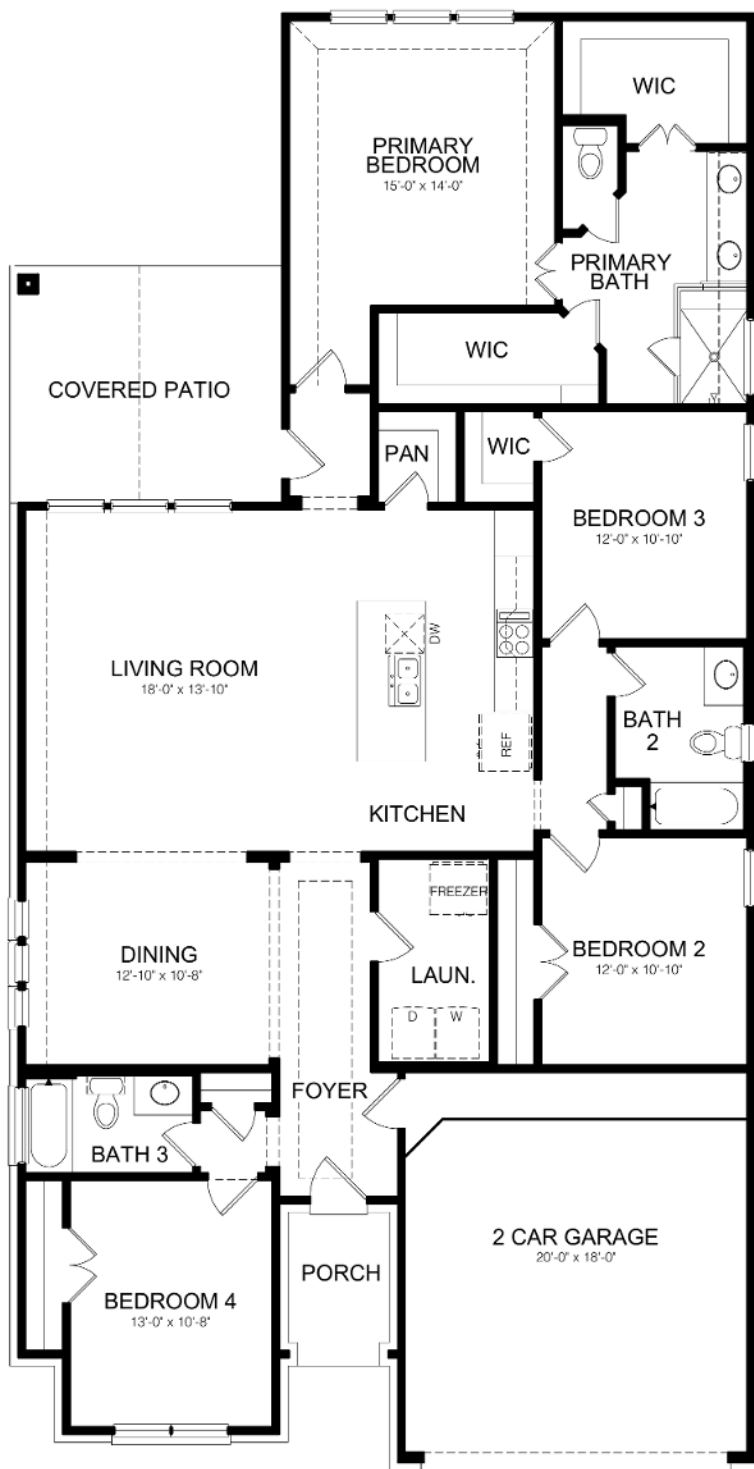 WIC
PRIMARY
BEDROOM
15'-0" x 14'-0"
PRIMARY
BATH
WIC
COVERED PATIO
PAN
WIC
BEDROOM 3
12'-0" x 10'-10"
DW
LIVING ROOM
18'-0" x 13'-10"
BATH
2
REF
KITCHEN
FREEZER
DINING
12'-10" x 10'-8"
LAUN.
BEDROOM 2
12'-0" x 10'-10"
D
W
FOYER
BATH 3
2 CAR GARAGE
20'-0" x 18'-0"
PORCH
BEDROOM 4
13'-0" x 10'-8"